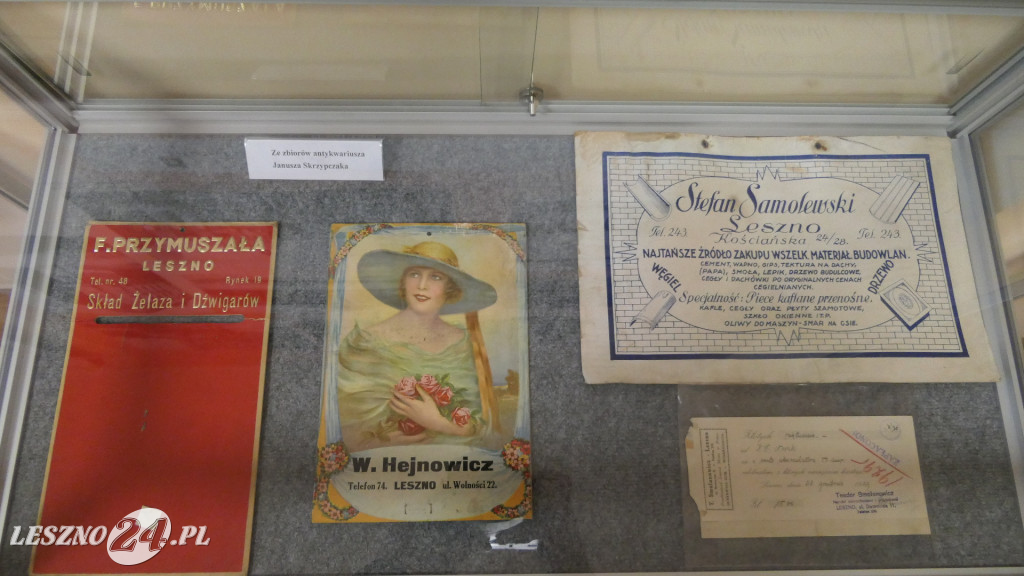 Ze zbiorów antykwariusza
Janusza Skrzypczaka
F. PRZYMUSZAŁA
LESZNO
Tel. nr. 48 Rynek 19
Skład Żelaza i Dźwigarów
W. Hejnowicz
Telefon 74. LESZNO ul. Wolności 22.
Stefan Samolewski
Tel. 243 Leszno Tel. 243
Kościańska 24/28.
NAJTAŃSZE ŹRÓDŁO ZAKUPU WSZELK MATERJAŁ. BUDOWLAN.
CEMENT, WAPNO, GIPS, TEKTURA NA DACHY,
(PAPA), SMOŁA, LEPIK, DRZEWO BUDULCOWE,
CEGŁY I DACHÓWKI PO ORYGINALNYCH CENACH
CEGIELNIANYCH.
WĘGIEL
DRZEWO
Specjalność: Piece kaflane przenośne.
KAFLE, CEGŁY ORAZ PŁYTY SZAMOTOWE,
SZKŁO OKIENNE I T.P.
OLIWY DO MASZYN - SMAR NA OSIE.
LESZNO24.PL